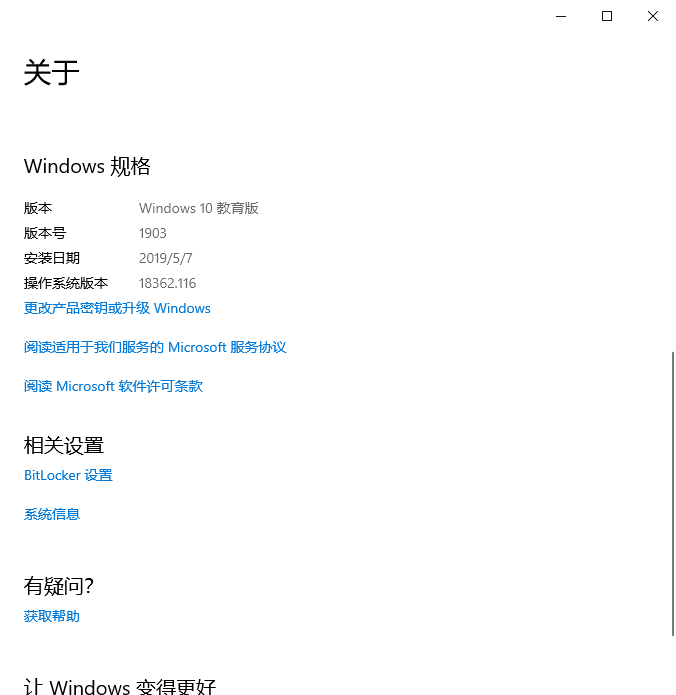 关于
Windows 规格
版本 Windows 10 教育版
版本号 1903
安装日期 2019/5/7
操作系统版本 18362.116
更改产品密钥或升级 Windows
阅读适用于我们服务的 Microsoft 服务协议
阅读 Microsoft 软件许可条款
相关设置
BitLocker 设置
系统信息
有疑问?
获取帮助
让 Windows 变得更好